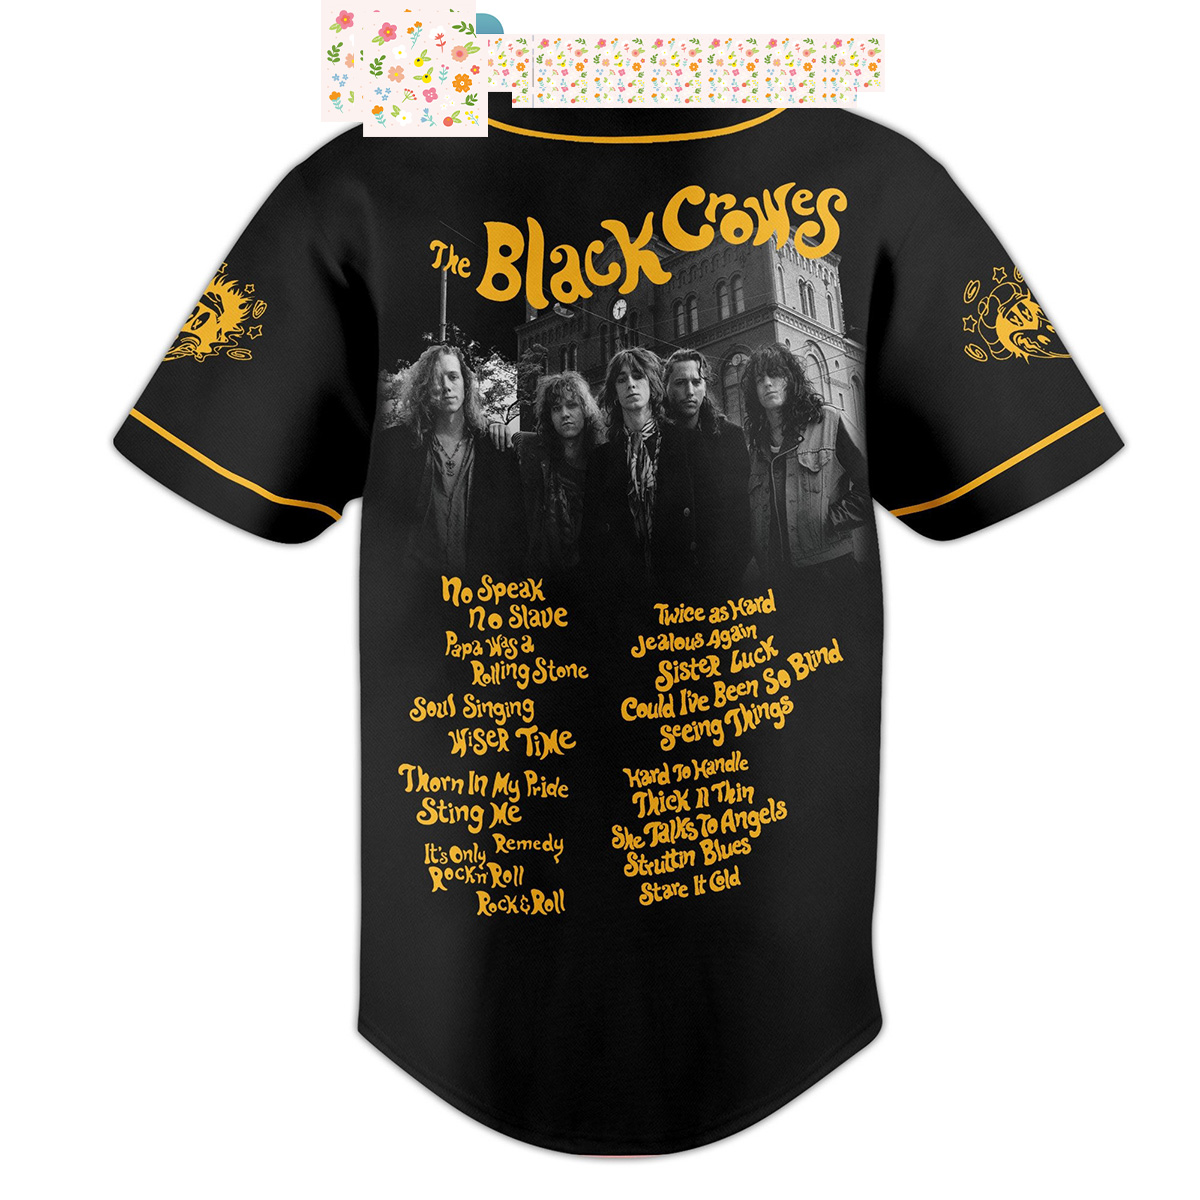 The Black Crowes
No Speak
No Slave
Papa Was a
Rolling Stone
Soul Singing
Wiser Time
Thorn In My Pride
Sting Me
Remedy
It's Only
Rock 'n' Roll
Rock & Roll
Twice as Hard
Jealous Again
Sister Luck
Could I've Been So Blind
Seeing Things
Hard To Handle
Thick N Thin
She Talks To Angels
Struttin Blues
Stare It Cold